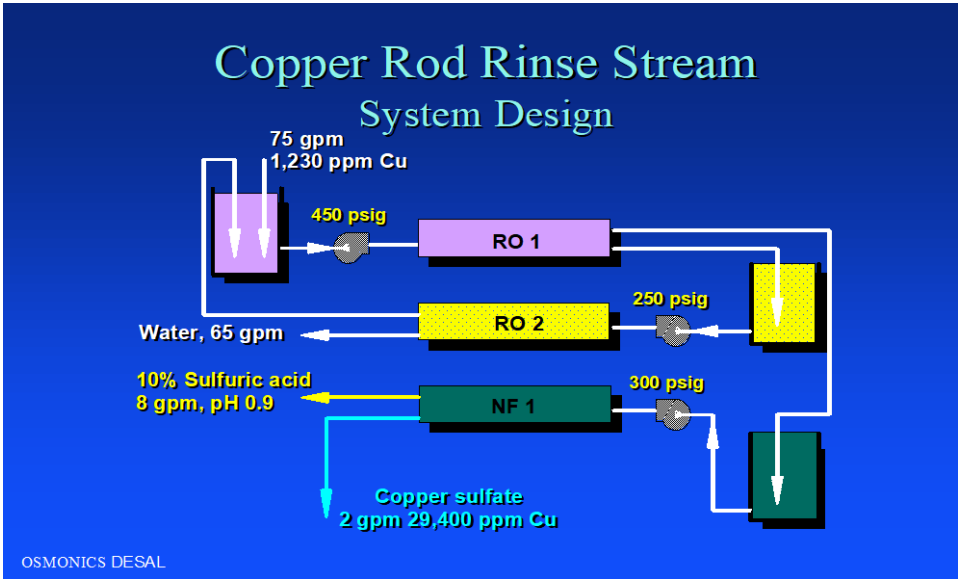 Copper Rod Rinse Stream
System Design
75 gpm
1,230 ppm Cu
450 psig
RO 1
250 psig
RO 2
Water, 65 gpm
10% Sulfuric acid
8 gpm, pH 0.9
300 psig
NF 1
Copper sulfate
2 gpm 29,400 ppm Cu
OSMONICS DESAL